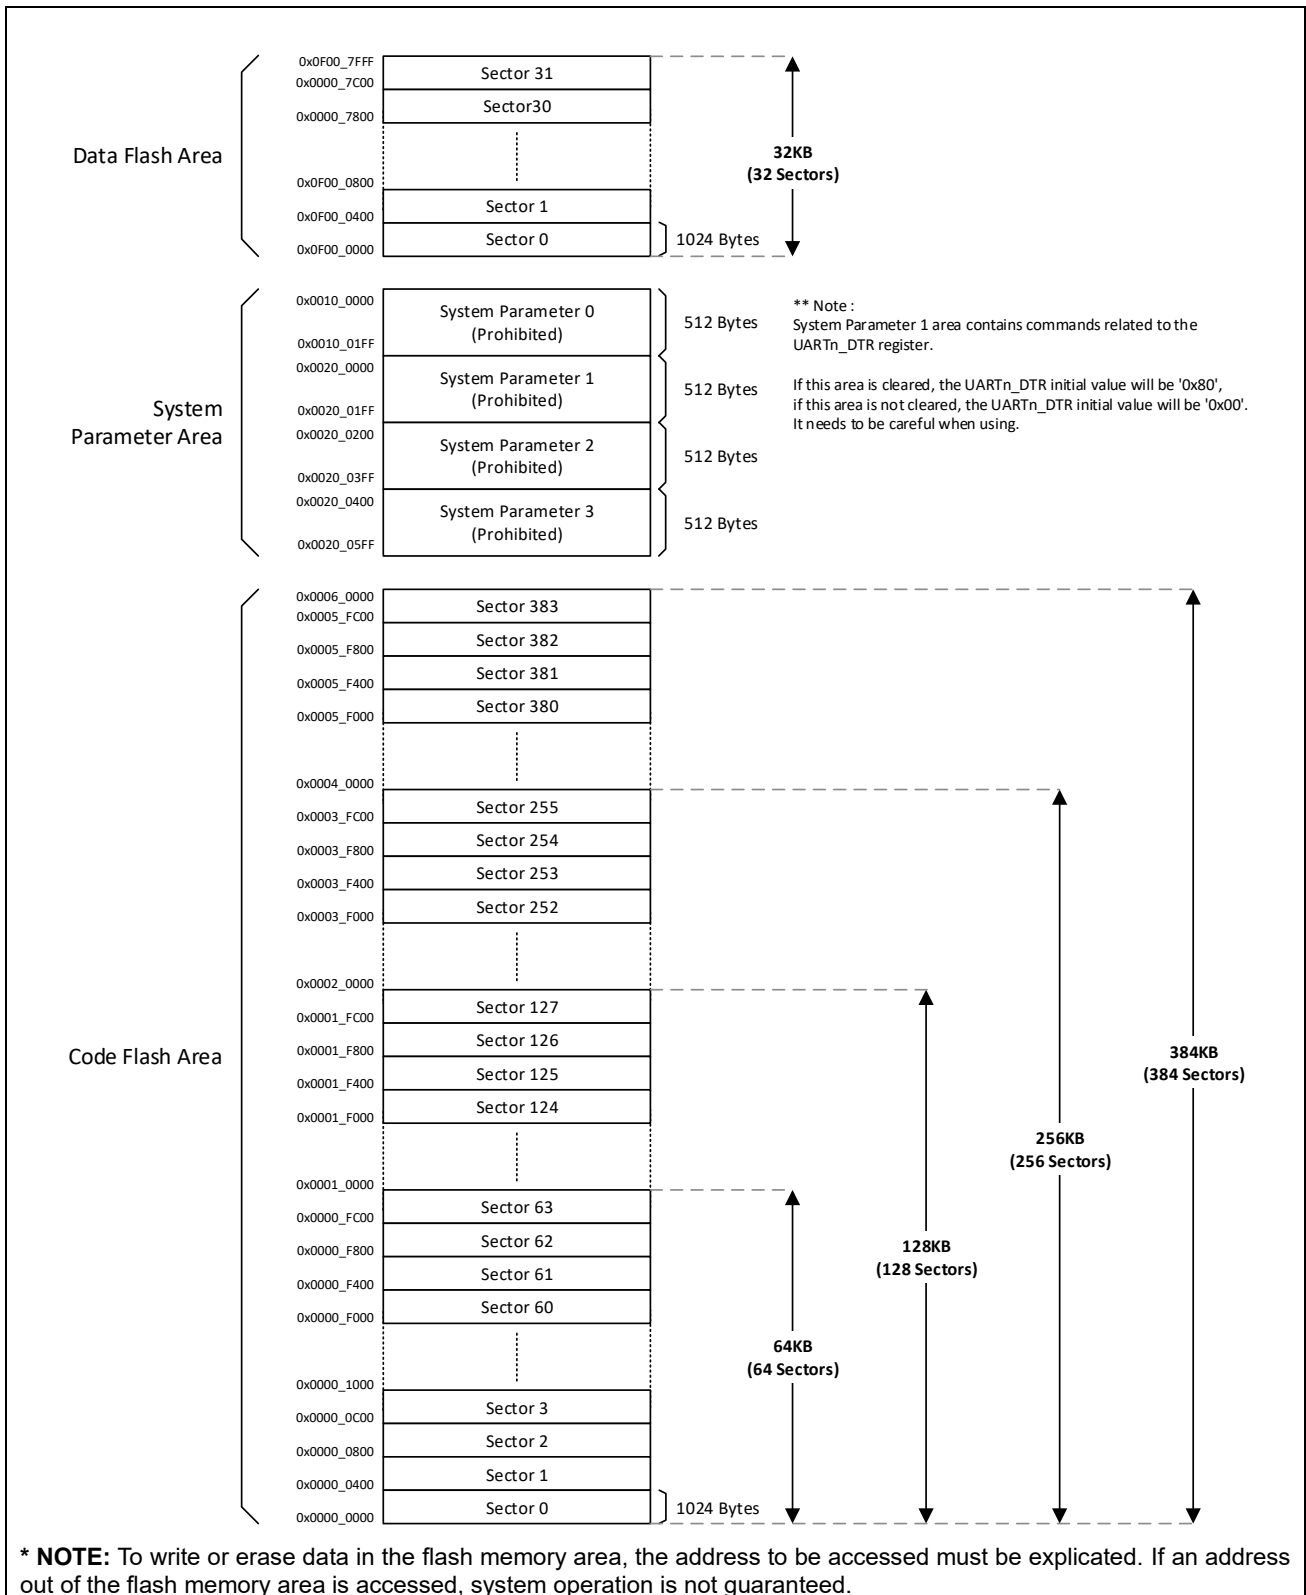 0x0F00_7FFF
Sector 31
0x0000_7C00
Sector30
0x0000_7800
Data Flash Area
32KB
(32 Sectors)
0x0F00_0800
Sector 1
0x0F00_0400
Sector 0
1024 Bytes
0x0F00_0000
0x0010_0000
System Parameter 0
(Prohibited)
512 Bytes
0x0010_01FF
** Note :
System Parameter 1 area contains commands related to the
UARTn_DTR register.
If this area is cleared, the UARTn_DTR initial value will be '0x80',
if this area is not cleared, the UARTn_DTR initial value will be '0x00'.
It needs to be careful when using.
0x0020_0000
System Parameter 1
(Prohibited)
512 Bytes
0x0020_01FF
System
Parameter Area
0x0020_0200
System Parameter 2
(Prohibited)
512 Bytes
0x0020_03FF
0x0020_0400
System Parameter 3
(Prohibited)
512 Bytes
0x0020_05FF
0x0006_0000
Sector 383
0x0005_FC00
Sector 382
0x0005_F800
Sector 381
0x0005_F400
Sector 380
0x0005_F000
0x0004_0000
Sector 255
0x0003_FC00
Sector 254
0x0003_F800
Sector 253
0x0003_F400
Sector 252
0x0003_F000
0x0002_0000
Sector 127
0x0001_FC00
Sector 126
0x0001_F800
Sector 125
0x0001_F400
Sector 124
0x0001_F000
Code Flash Area
384KB
(384 Sectors)
256KB
(256 Sectors)
0x0001_0000
Sector 63
0x0000_FC00
Sector 62
0x0000_F800
Sector 61
0x0000_F400
Sector 60
0x0000_F000
128KB
(128 Sectors)
64KB
(64 Sectors)
0x0000_1000
Sector 3
0x0000_0C00
Sector 2
0x0000_0800
Sector 1
0x0000_0400
Sector 0
1024 Bytes
0x0000_0000
* NOTE: To write or erase data in the flash memory area, the address to be accessed must be explicated. If an address
out of the flash memory area is accessed, system operation is not guaranteed.